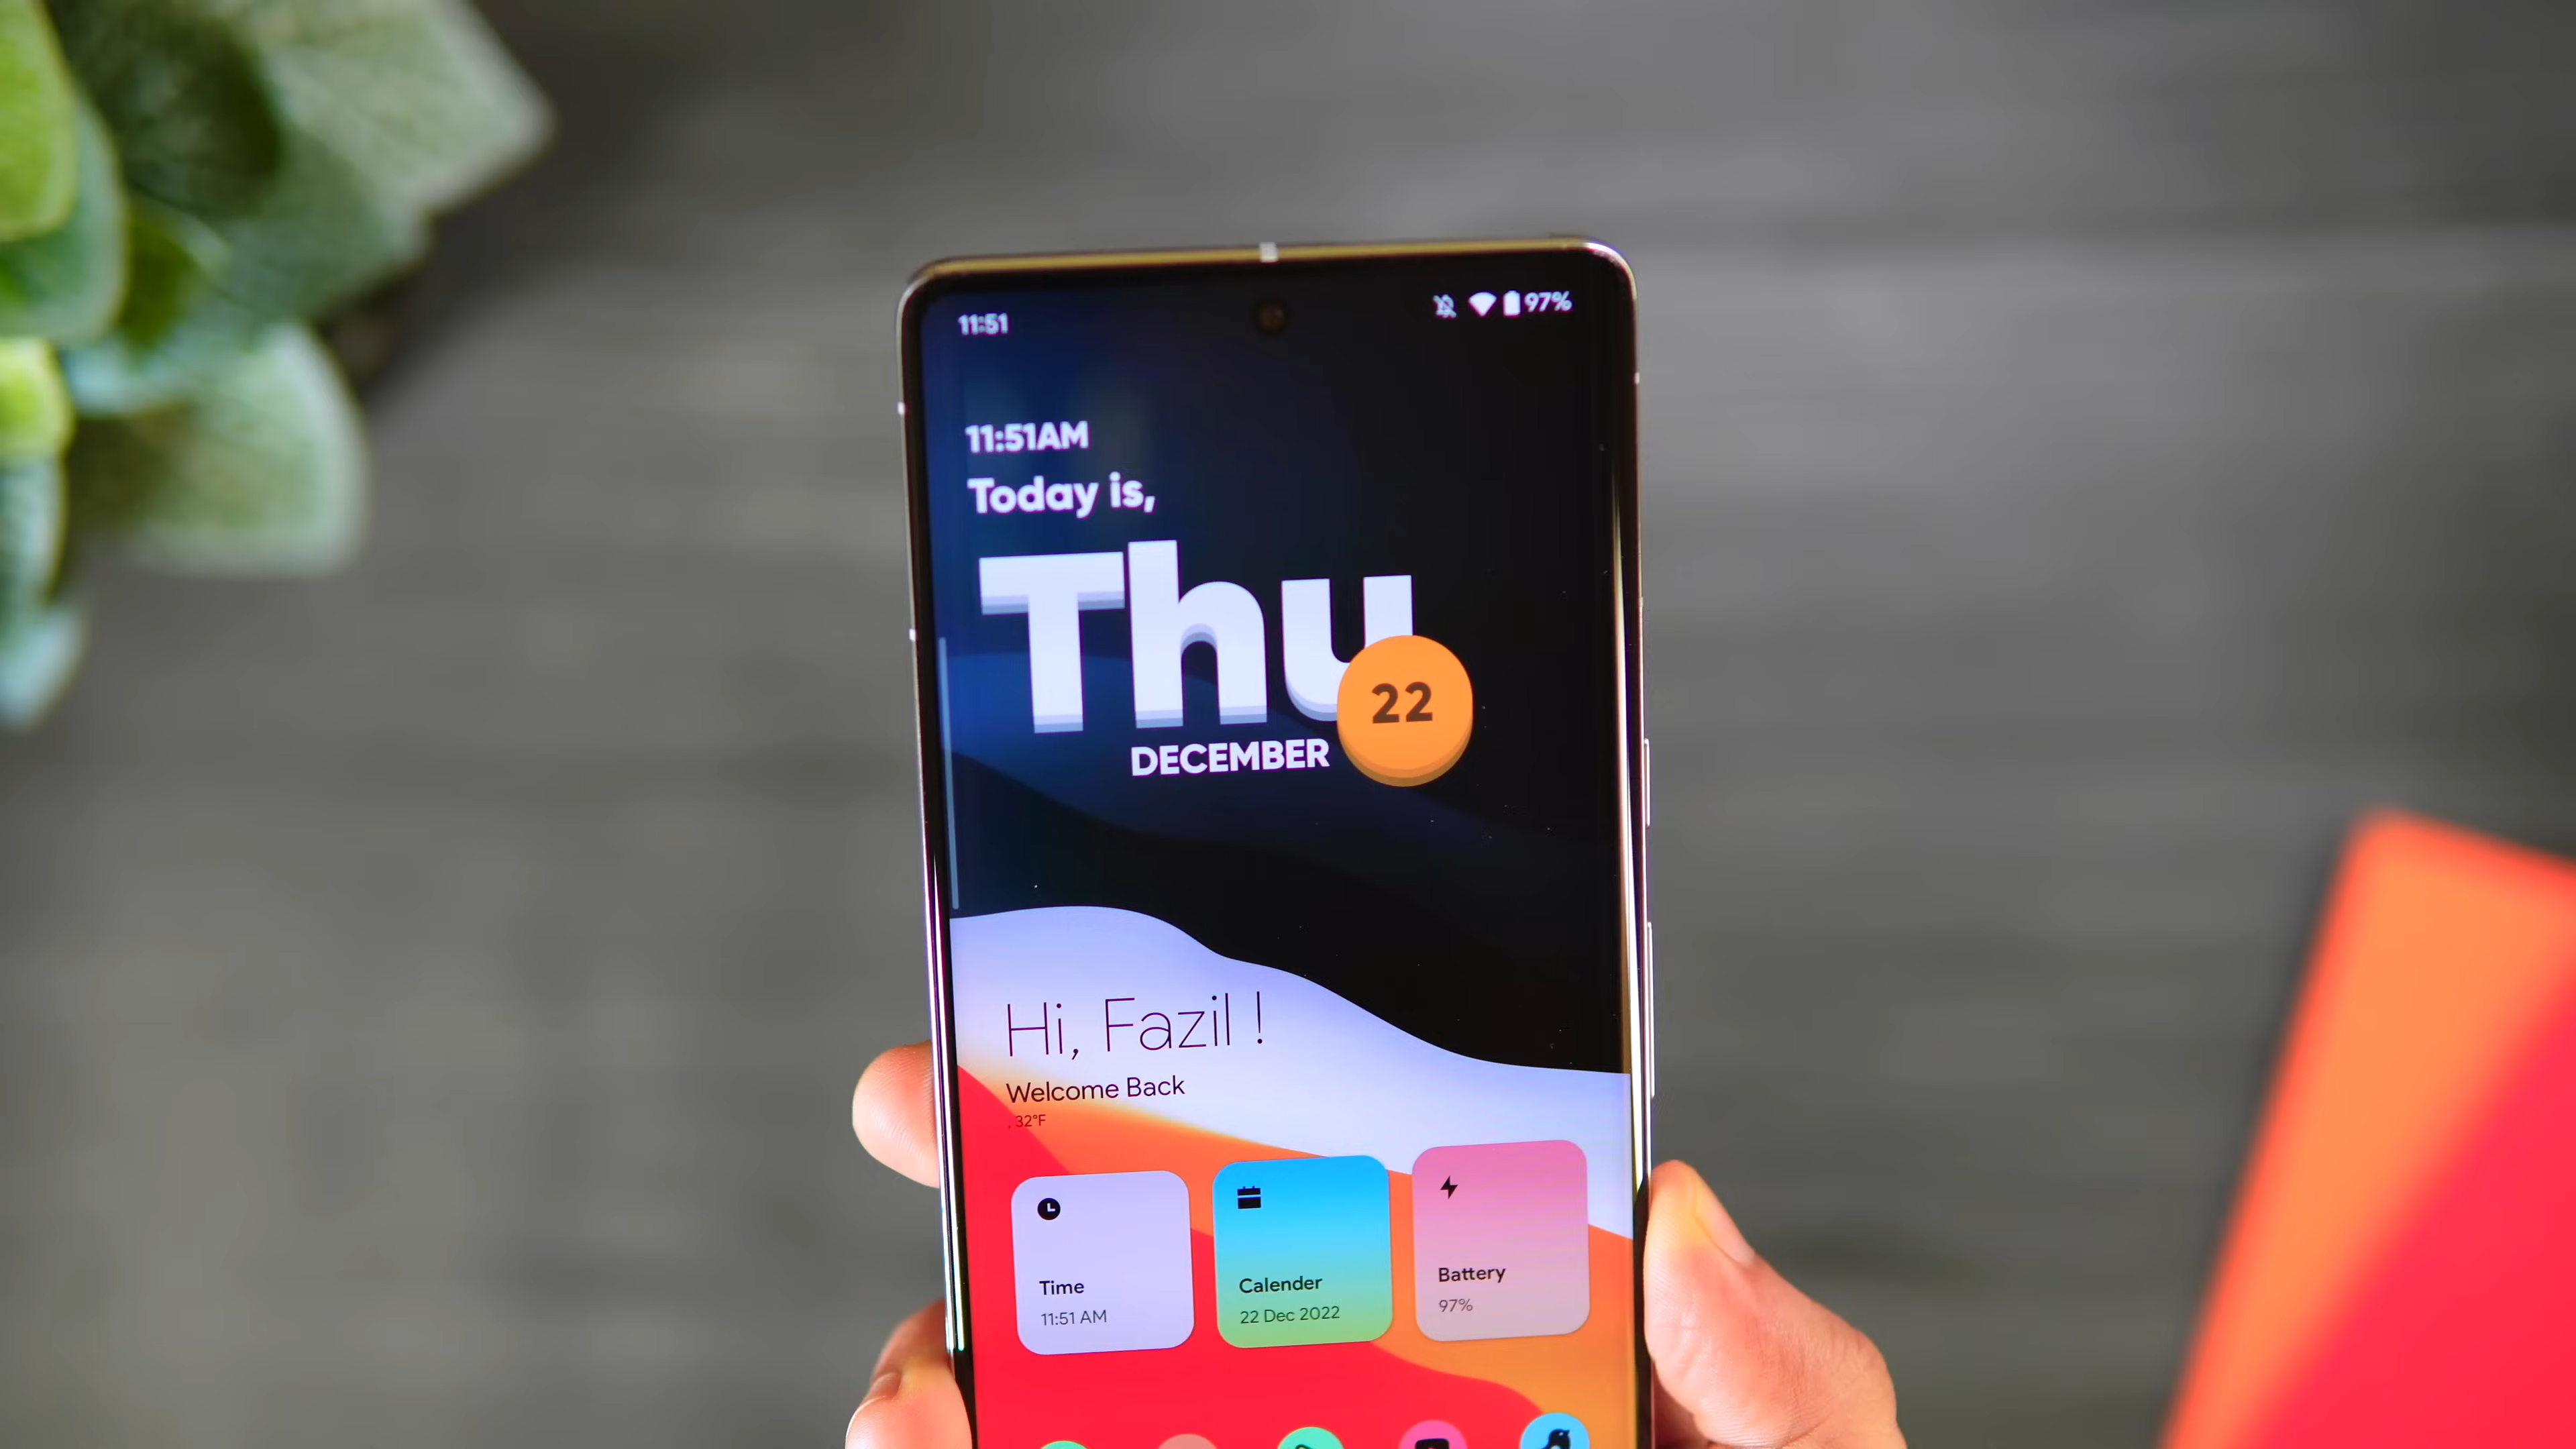 11:51
97%
11:51AM
Today is,
Thu
22
DECEMBER
Hi, Fazil !
Welcome Back
, 32°F
Time
11:51 AM
Calender
22 Dec 2022
Battery
97%